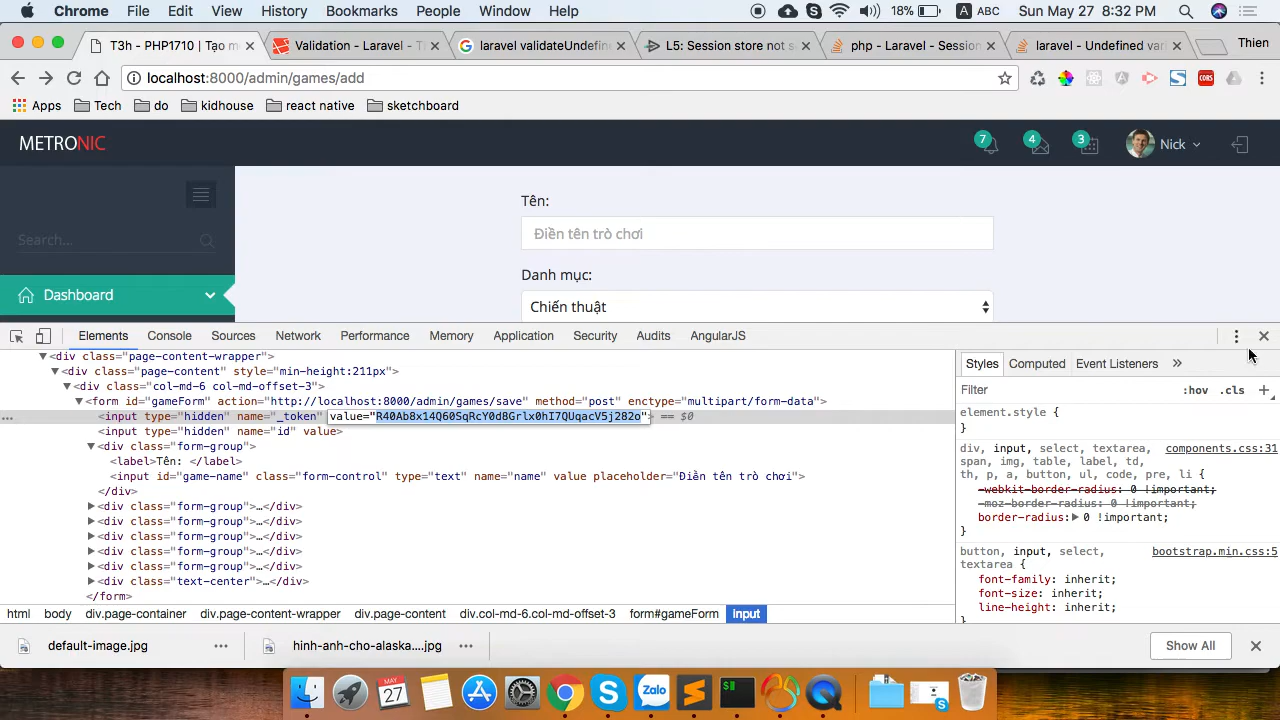 Chrome File Edit View History Bookmarks People Window Help 18% A ABC Sun May 27 8:32 PM
T3h - PHP1710 | Tạo m
Validation - Laravel - T
laravel validateUndefin
L5: Session store not s
php - Laravel - Session
laravel - Undefined var
Thien
localhost:8000/admin/games/add
Apps Tech do kidhouse react native sketchboard
METRONIC
7 4 3 Nick
Tên:
Search...
Điền tên trò chơi
Danh mục:
Dashboard
Chiến thuật
Elements Console Sources Network Performance Memory Application Security Audits AngularJS
<div class="page-content-wrapper">
<div class="page-content" style="min-height:211px">
<div class="col-md-6 col-md-offset-3">
<form id="gameForm" action="http://localhost:8000/admin/games/save" method="post" enctype="multipart/form-data">
<input type="hidden" name="_token" value="R40Ab8x14Q60SqRcY0d8Grlx0hI7QUqacV5j282o" == $0
<input type="hidden" name="id" value>
<div class="form-group">
<label>Tên: </label>
<input id="game-name" class="form-control" type="text" name="name" value placeholder="Điền tên trò chơi">
</div>
<div class="form-group">…</div>
<div class="form-group">…</div>
<div class="form-group">…</div>
<div class="form-group">…</div>
<div class="form-group">…</div>
<div class="text-center">…</div>
</form>
Styles Computed Event Listeners »
Filter :hov .cls +
element.style {
}
div, input, select, textarea, components.css:31
span, img, table, label, td,
th, p, a, button, ul, code, pre, li {
-webkit-border-radius: 0 !important;
-moz-border-radius: 0 !important;
border-radius: 0 !important;
}
button, input, select, bootstrap.min.css:5
textarea {
font-family: inherit;
font-size: inherit;
line-height: inherit;
html body div.page-container div.page-content-wrapper div.page-content div.col-md-6.col-md-offset-3 form#gameForm input
default-image.jpg
hinh-anh-cho-alaska....jpg
Show All
MAY
27
Zalo